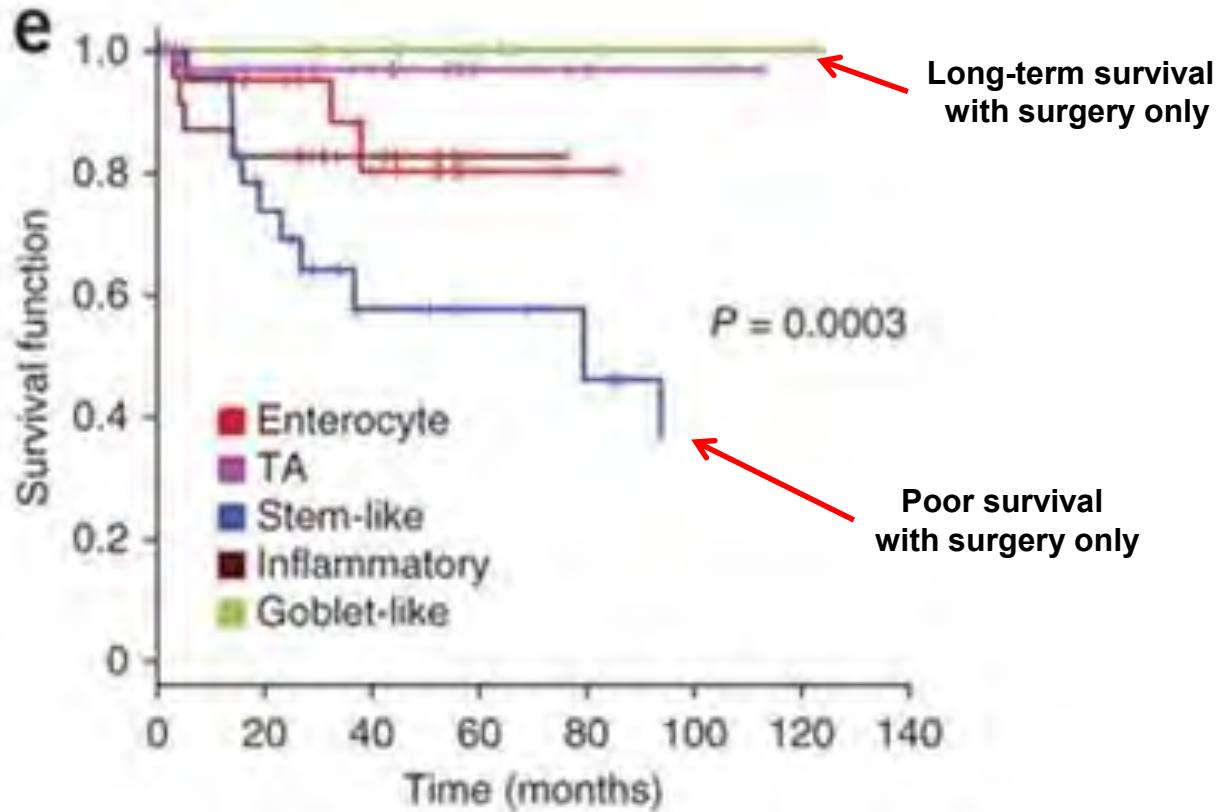 e
1.0
0.8
0.6
0.4
0.2
0
Survival function
Long-term survival
with surgery only
P = 0.0003
Enterocyte
TA
Stem-like
Inflammatory
Goblet-like
Poor survival
with surgery only
0 20 40 60 80 100 120 140
Time (months)